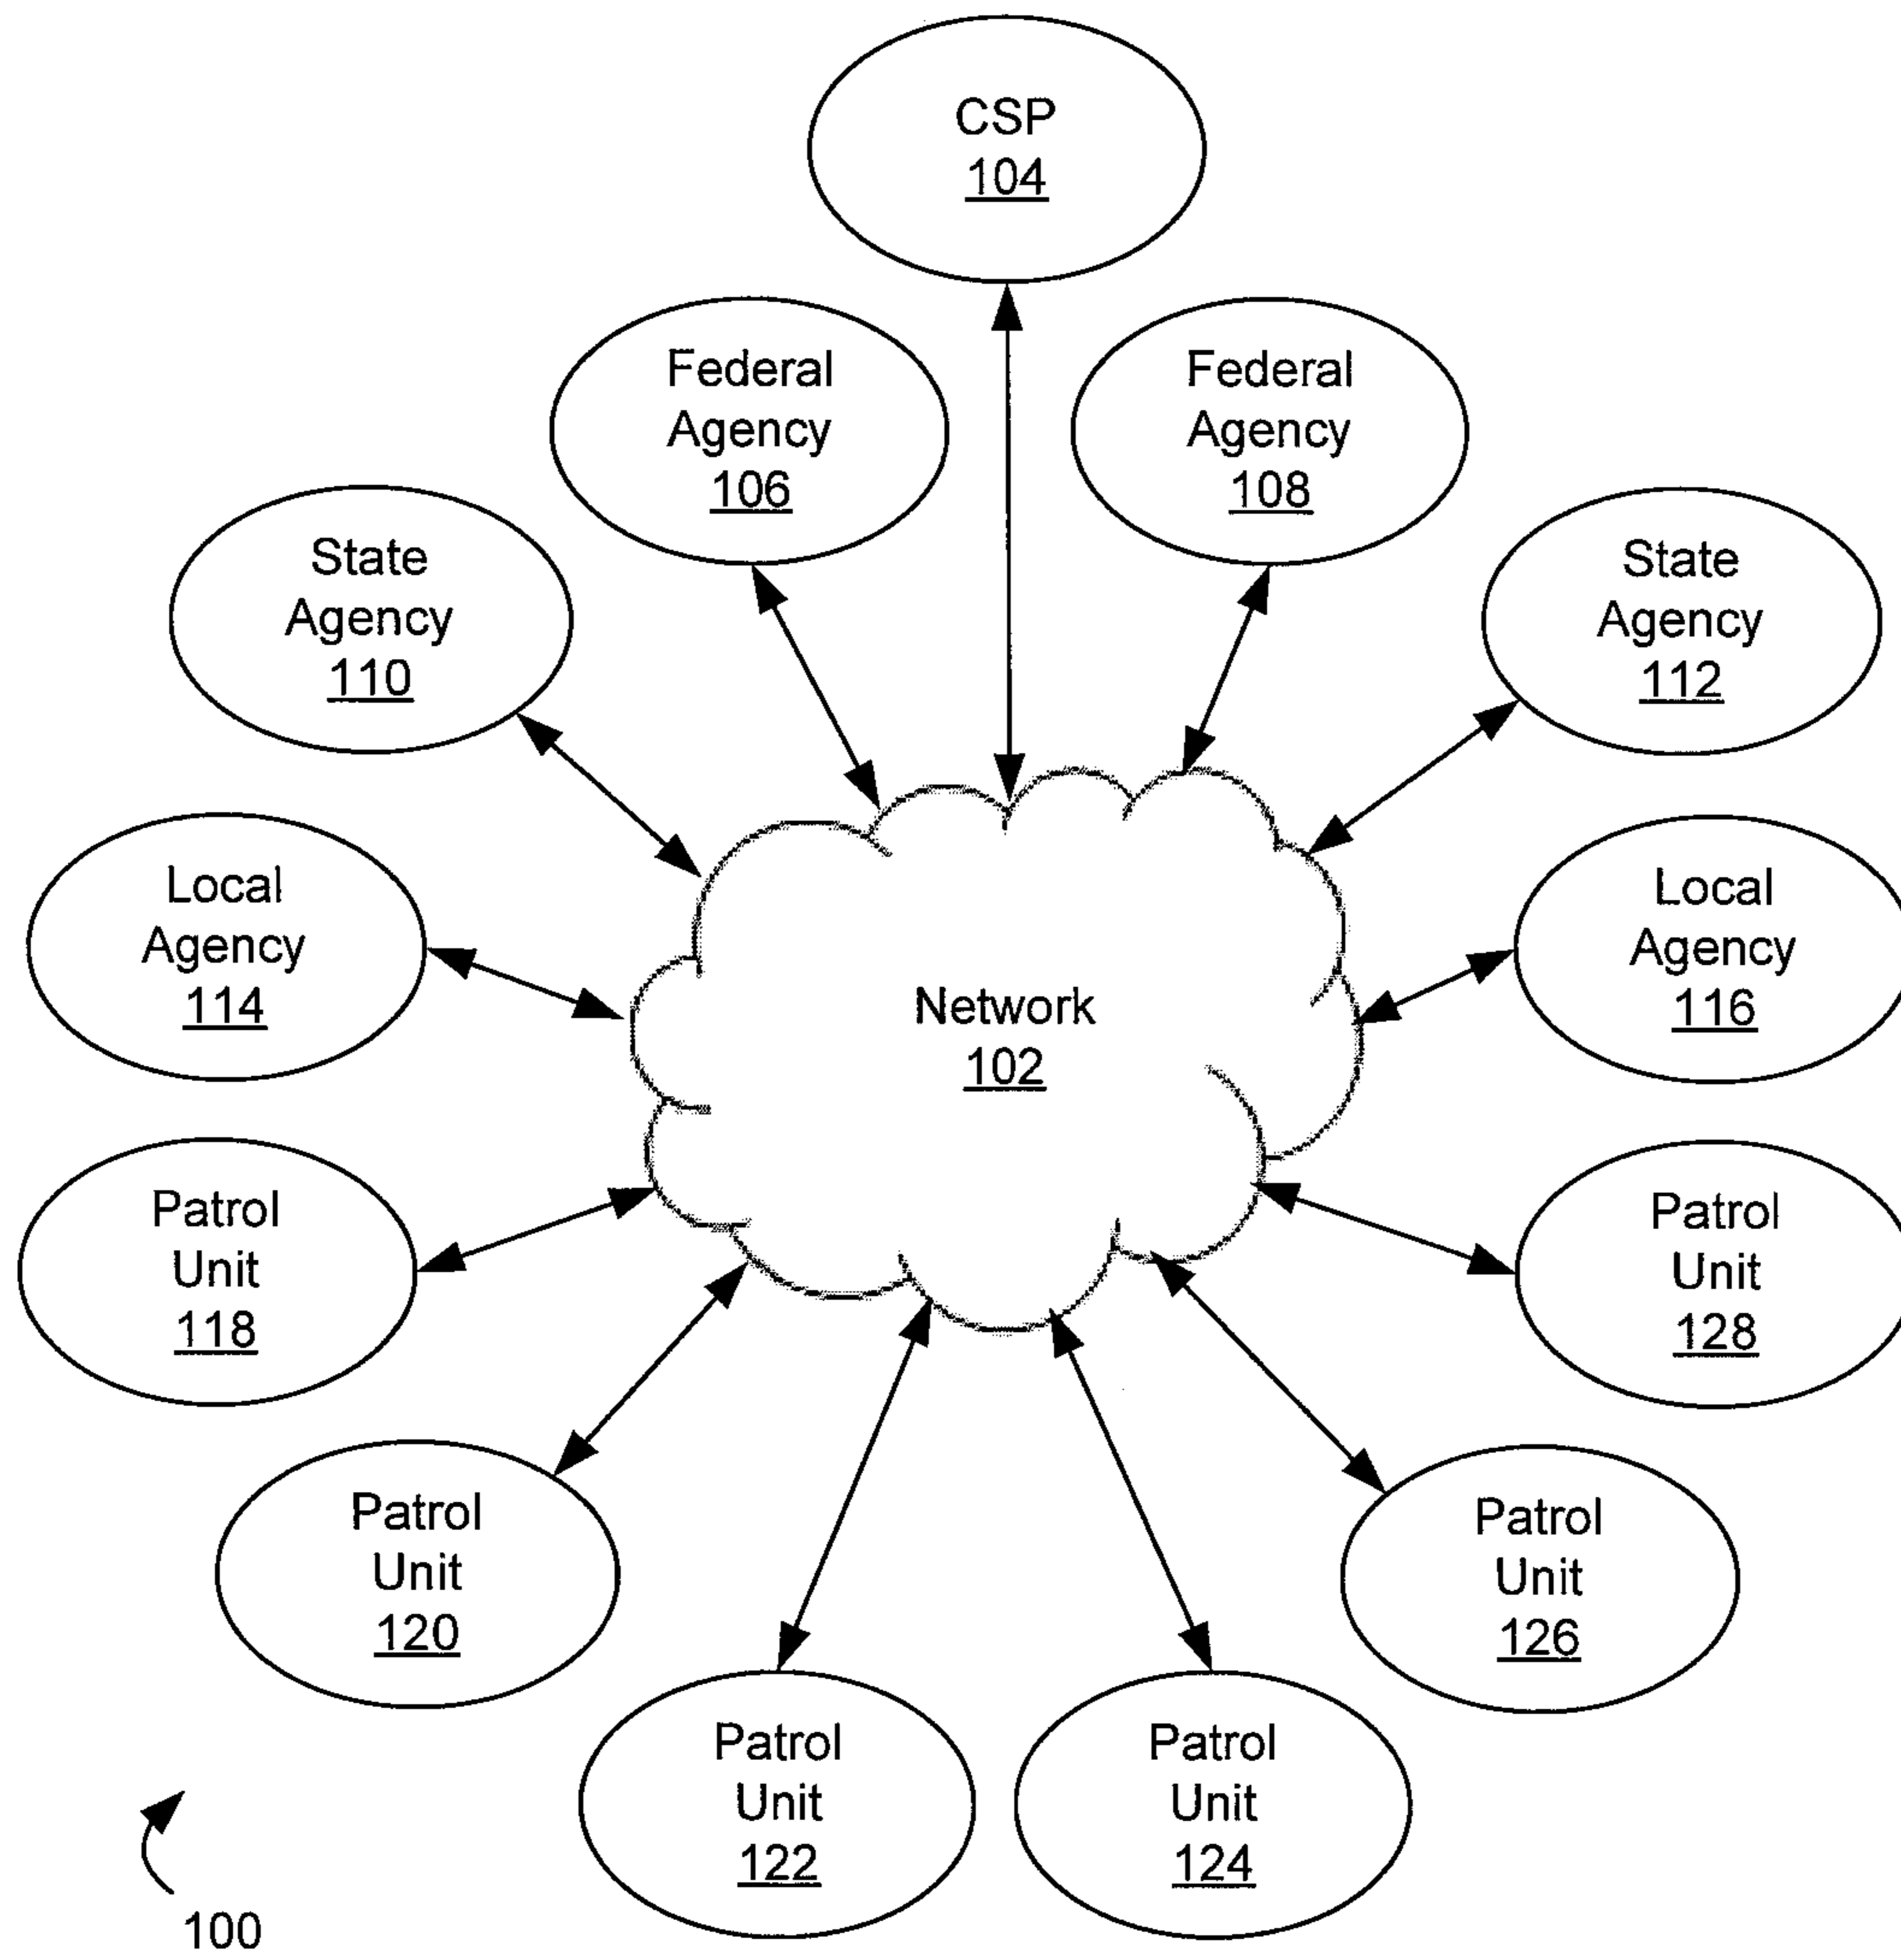 CSP
104
Federal
Agency
106
Federal
Agency
108
State
Agency
110
State
Agency
112
Local
Agency
114
Local
Agency
116
Network
102
Patrol
Unit
118
Patrol
Unit
128
Patrol
Unit
120
Patrol
Unit
126
Patrol
Unit
122
Patrol
Unit
124
100